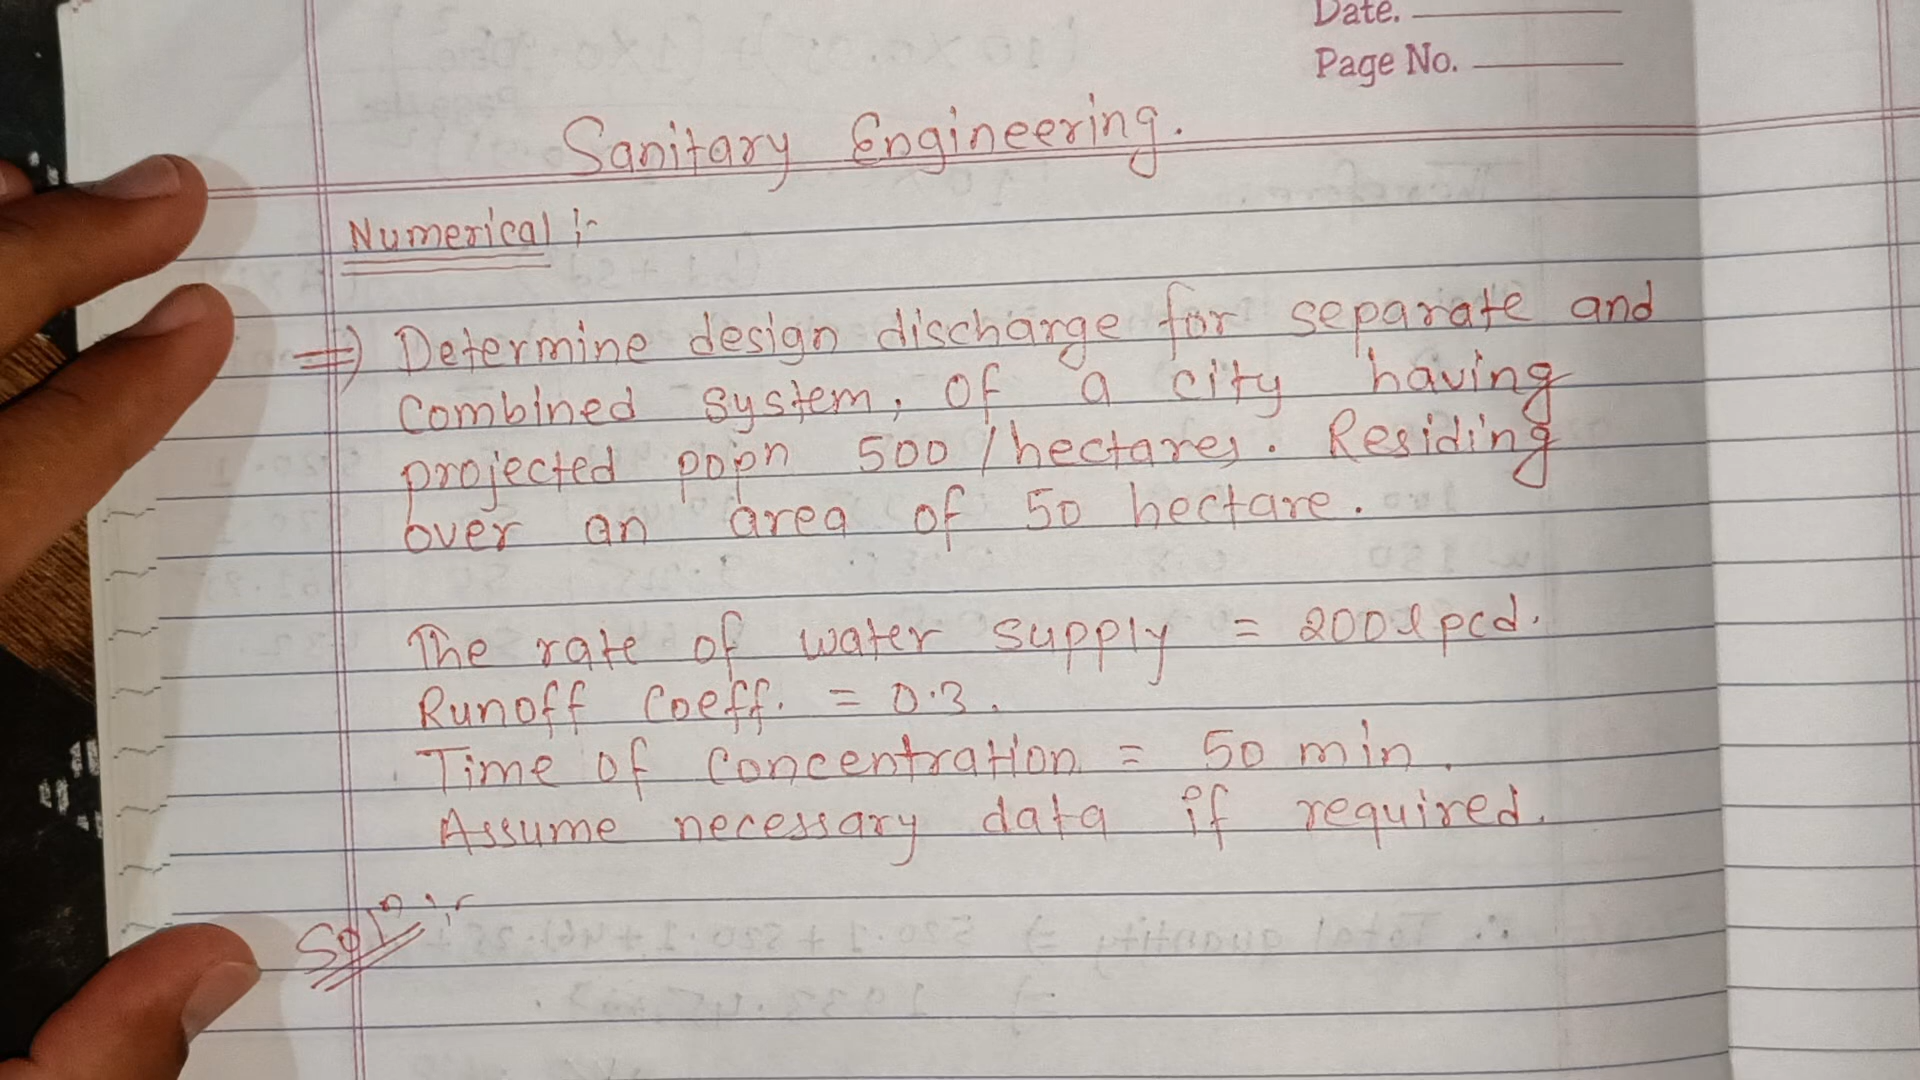 Date.
Page No.
Sanitary Engineering.
Numerical :-
⇒ Determine design discharge for separate and
Combined system, of a city having
projected popn 500 / hectares. Residing
over an area of 50 hectare.
The rate of water supply = 200 lpcd.
Runoff Coeff. = 0.3.
Time of Concentration = 50 min.
Assume necessary data if required.
Soln :-